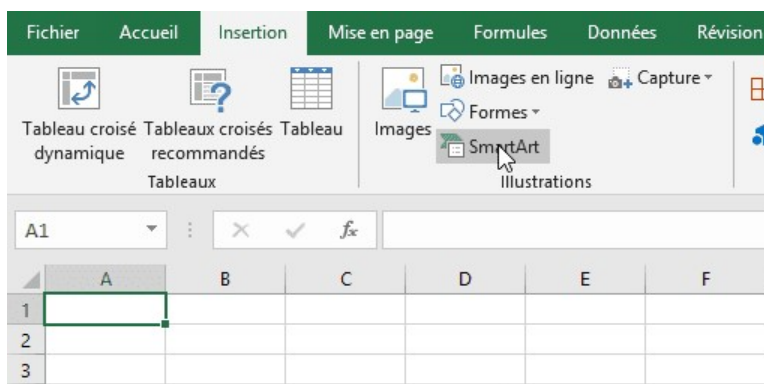 Fichier Accueil Insertion Mise en page Formules Données Révision
Tableau croisé dynamique
Tableaux croisés recommandés
Tableau
Tableaux
Images
Images en ligne
Capture
Formes
SmartArt
Illustrations
A1 fx
A B C D E F
1
2
3